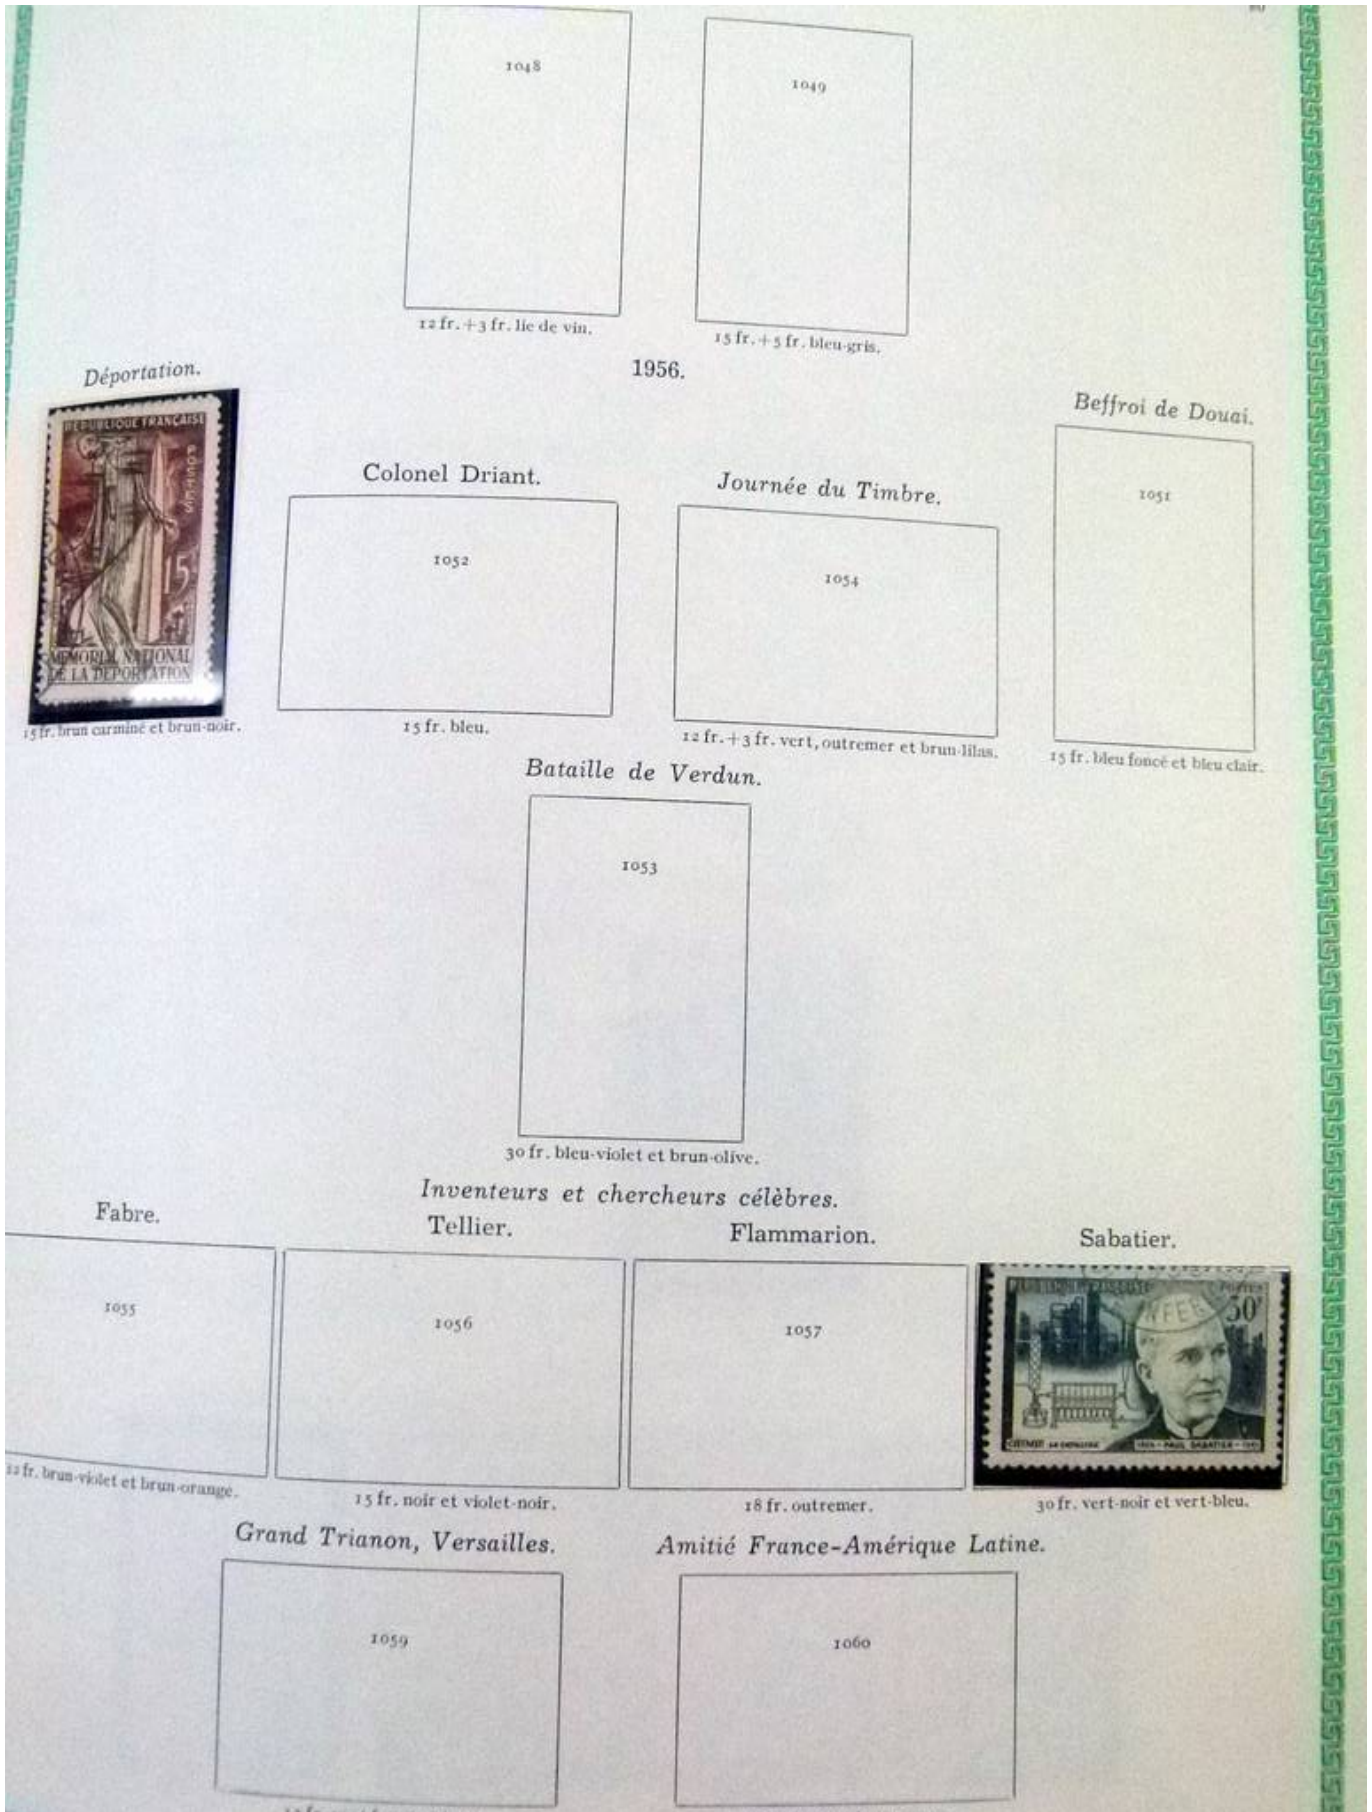 1048
1049
12 fr. + 3 fr. lie de vin.
15 fr. + 5 fr. bleu-gris.
1956.
Déportation.
REPUBLIQUE FRANÇAISE
POSTES
15
MEMORIAL NATIONAL
DE LA DEPORTATION
15 fr. brun carminé et brun-noir.
Colonel Driant.
1052
15 fr. bleu.
Journée du Timbre.
1054
12 fr. + 3 fr. vert, outremer et brun-lilas.
Beffroi de Douai.
1051
15 fr. bleu foncé et bleu clair.
Bataille de Verdun.
1053
30 fr. bleu-violet et brun-olive.
Inventeurs et chercheurs célèbres.
Fabre.
1055
12 fr. brun-violet et brun-orange.
Tellier.
1056
15 fr. noir et violet-noir.
Flammarion.
1057
18 fr. outremer.
Sabatier.
POSTES
30F
PAUL SABATIER
30 fr. vert-noir et vert-bleu.
Grand Trianon, Versailles.
1059
Amitié France-Amérique Latine.
1060